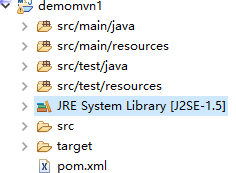 demomvn1
src/main/java
src/main/resources
src/test/java
src/test/resources
JRE System Library [J2SE-1.5]
src
target
pom.xml